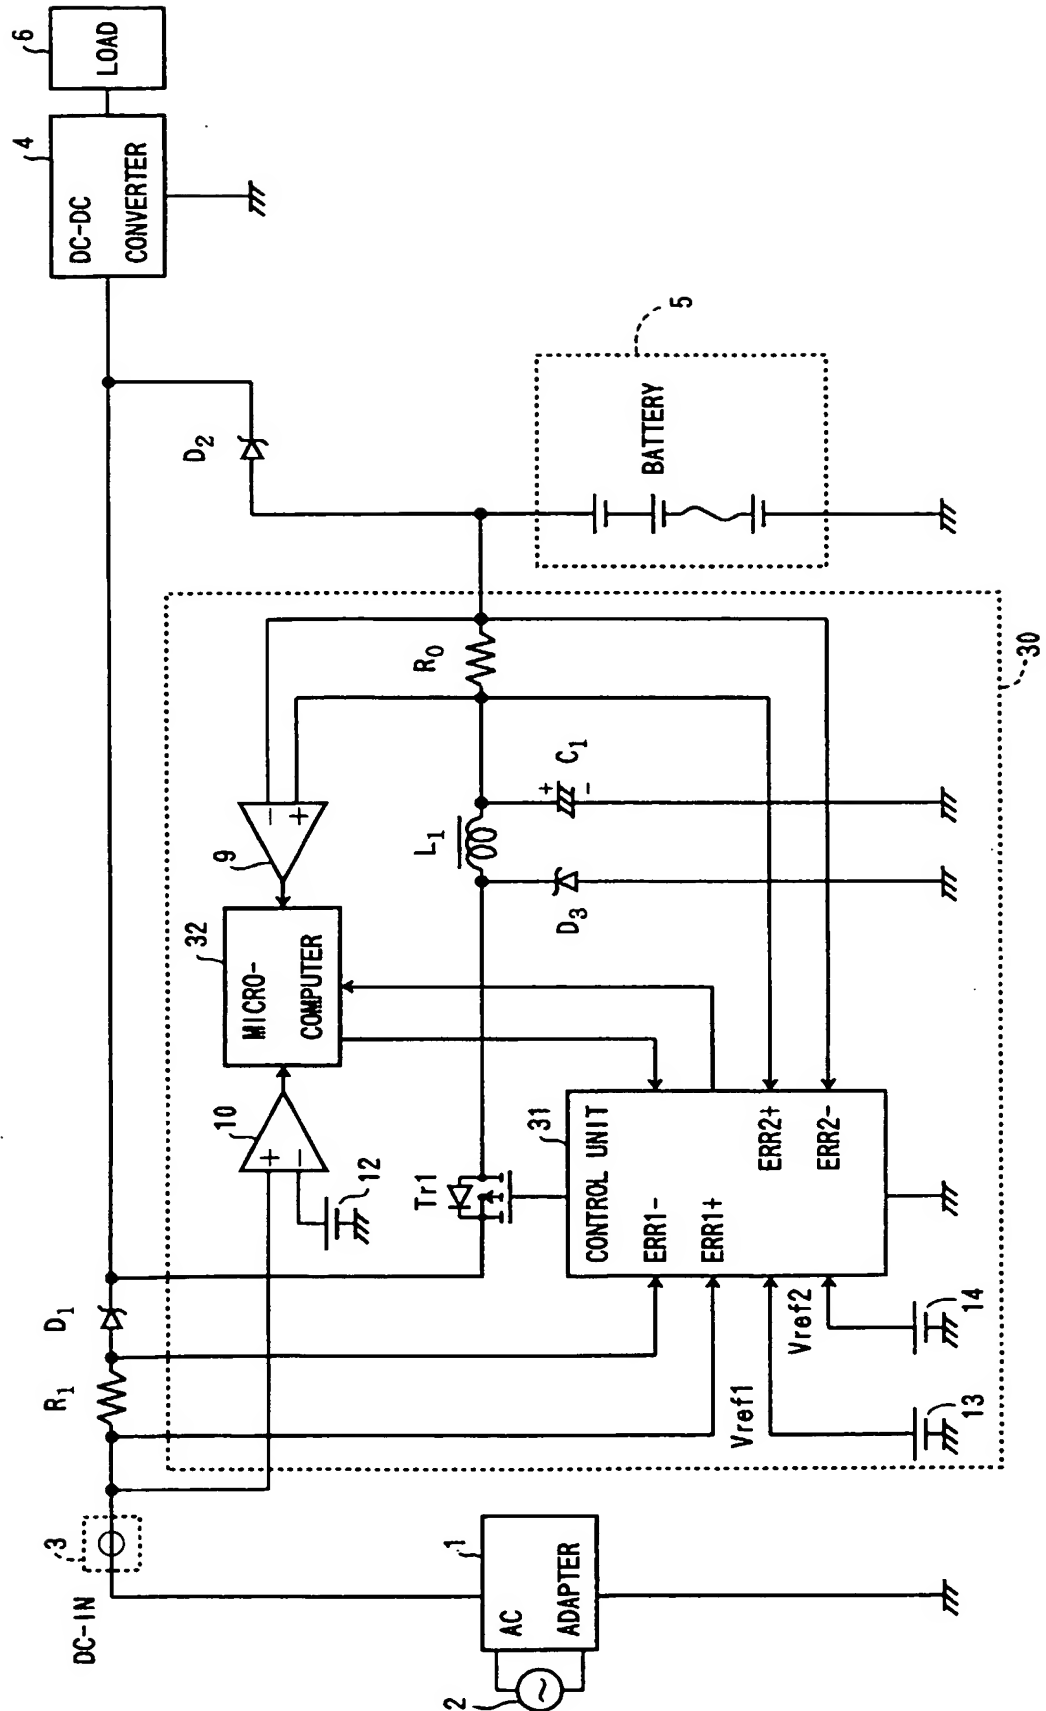 DC-IN
3
R1
D1
DC-DC
CONVERTER
4
LOAD
6
D2
10
+
−
12
MICRO-
COMPUTER
32
9
−
+
Tr1
L1
R0
C1
+
-
D3
BATTERY
5
2
~
AC
ADAPTER
1
CONTROL UNIT
31
ERR1-
ERR1+
ERR2+
ERR2-
Vref1
Vref2
13
14
30